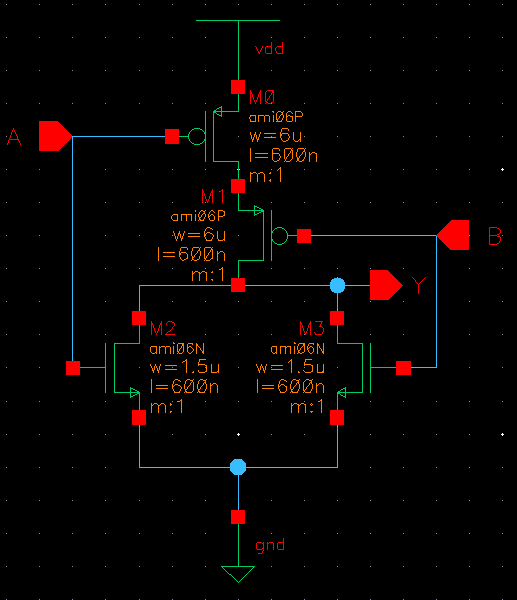 vdd
M0
ami06P
w=6u
l=600n
m:1
A
M1
ami06P
w=6u
l=600n
m:1
B
Y
M2
ami06N
w=1.5u
l=600n
m:1
M3
ami06N
w=1.5u
l=600n
m:1
gnd